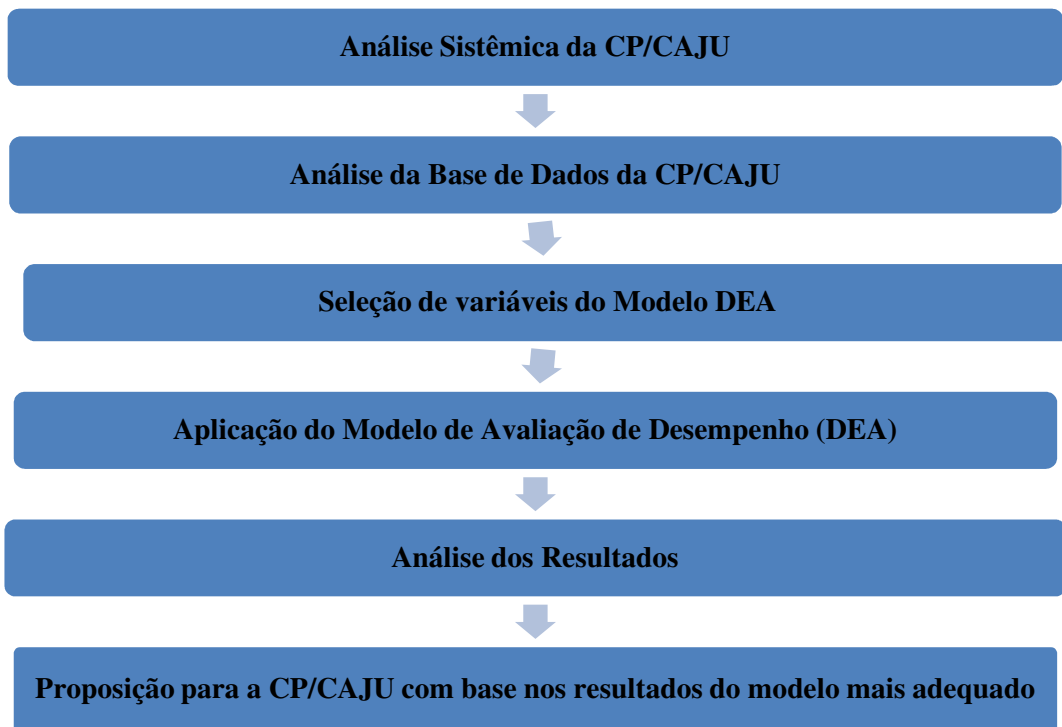 Análise Sistêmica da CP/CAJU
Análise da Base de Dados da CP/CAJU
Seleção de variáveis do Modelo DEA
Aplicação do Modelo de Avaliação de Desempenho (DEA)
Análise dos Resultados
Proposição para a CP/CAJU com base nos resultados do modelo mais adequado